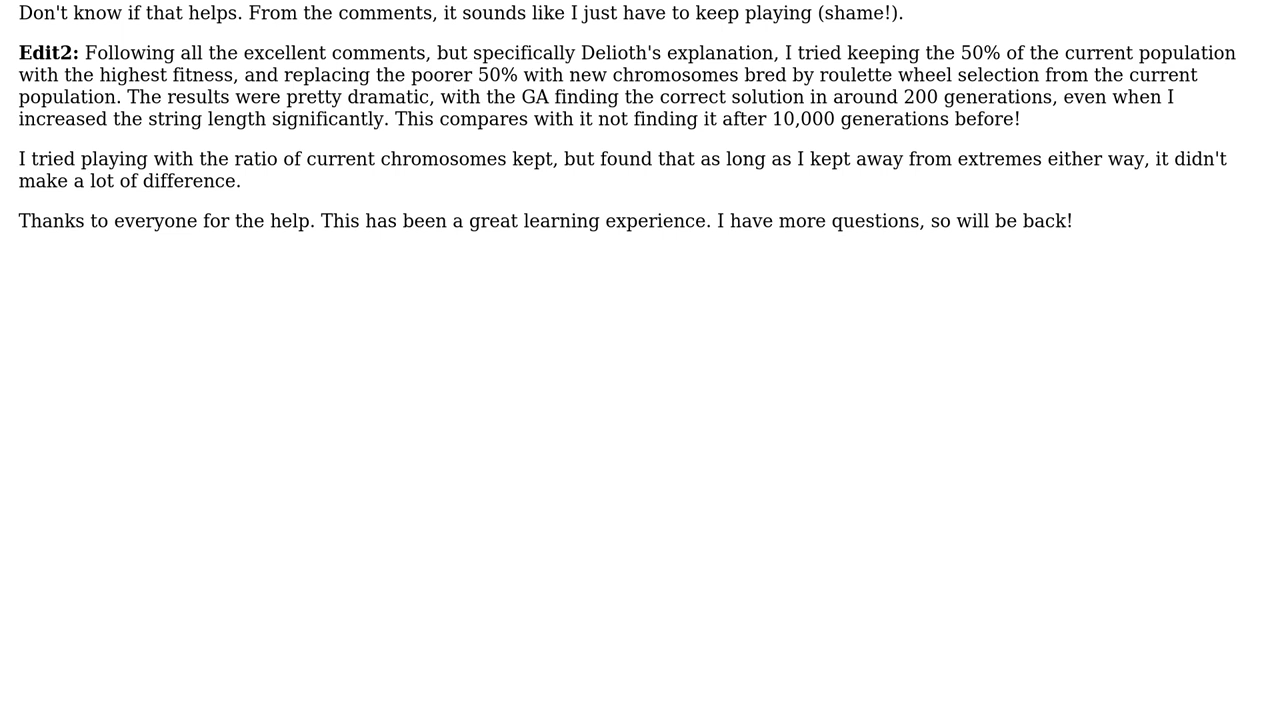 Don't know if that helps. From the comments, it sounds like I just have to keep playing (shame!).
Edit2: Following all the excellent comments, but specifically Delioth's explanation, I tried keeping the 50% of the current population
with the highest fitness, and replacing the poorer 50% with new chromosomes bred by roulette wheel selection from the current
population. The results were pretty dramatic, with the GA finding the correct solution in around 200 generations, even when I
increased the string length significantly. This compares with it not finding it after 10,000 generations before!
I tried playing with the ratio of current chromosomes kept, but found that as long as I kept away from extremes either way, it didn't
make a lot of difference.
Thanks to everyone for the help. This has been a great learning experience. I have more questions, so will be back!